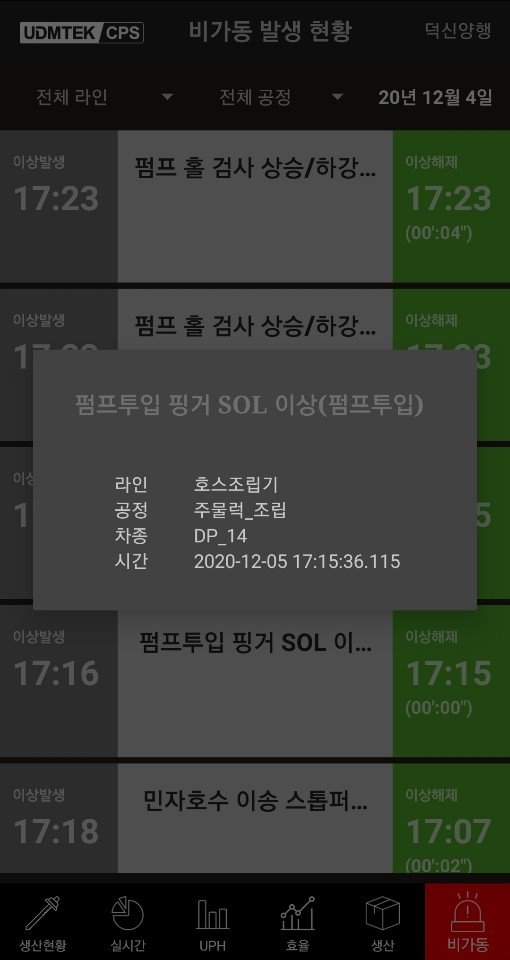 UDMTEK CPS 비가동 발생 현황 덕신양행
전체 라인 전체 공정 20년 12월 4일
이상발생 펌프 홀 검사 상승/하강... 이상해제
17:23 17:23
(00':04")
이상발생 펌프 홀 검사 상승/하강... 이상해제
펌프투입 핑거 SOL 이상(펌프투입)
라인 호스조립기
공정 주물럭_조립
차종 DP_14
시간 2020-12-05 17:15:36.115
이상발생 펌프투입 핑거 SOL 이... 이상해제
17:16 17:15
(00':00")
이상발생 민자호수 이송 스톱퍼... 이상해제
17:18 17:07
(00':02")
생산현황 실시간 UPH 효율 생산 비가동